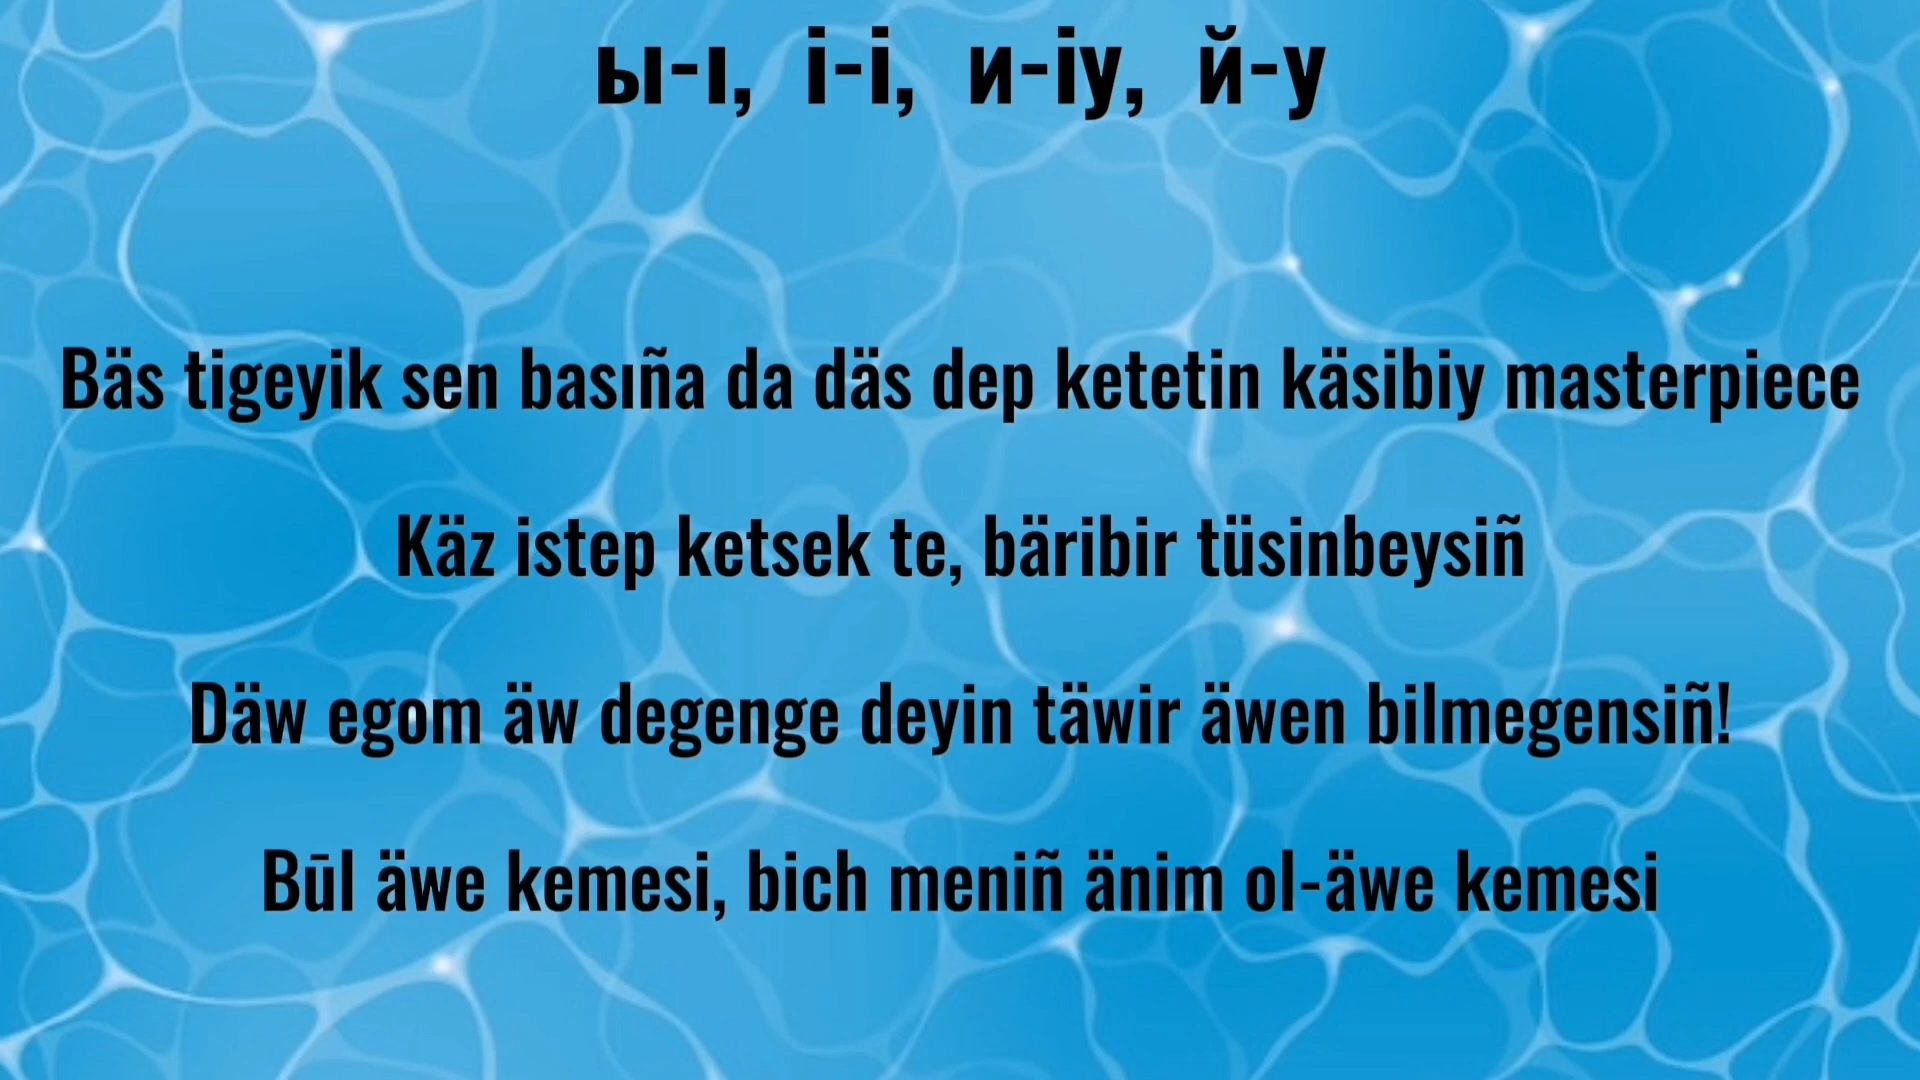 ы-ı, і-i, и-iy, й-y
Bäs tigeyik sen basıña da däs dep ketetin käsibiy masterpiece
Käz istep ketsek te, bäribir tüsinbeysiñ
Däw egom äw degenge deyin täwir äwen bilmegensiñ!
Būl äwe kemesi, bich meniñ änim ol-äwe kemesi